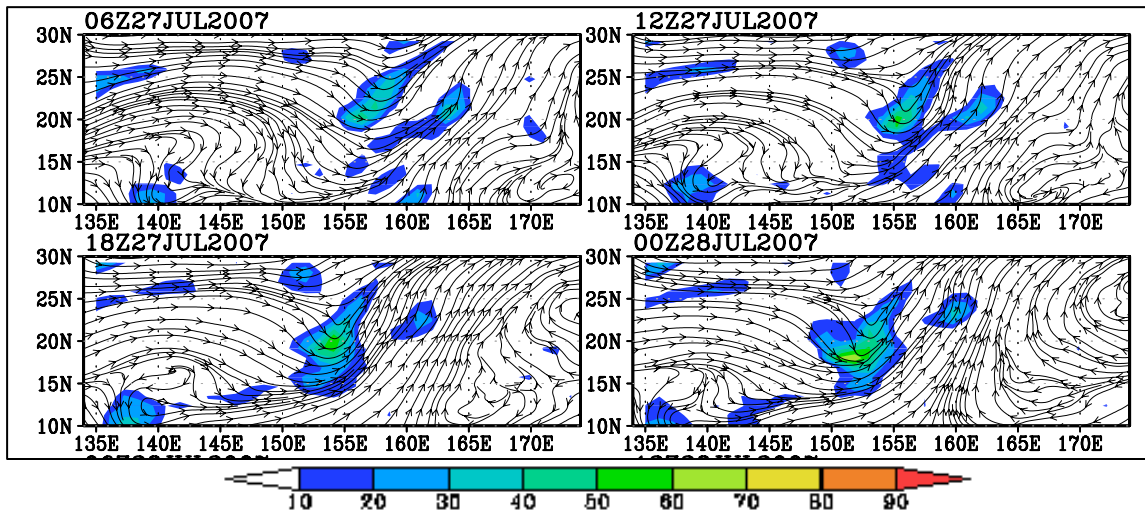 06Z27JUL2007 12Z27JUL2007
30N 30N
25N 25N
20N 20N
15N 15N
10N 10N
135E 140E 145E 150E 155E 160E 165E 170E 135E 140E 145E 150E 155E 160E 165E 170E
18Z27JUL2007 00Z28JUL2007
30N 30N
25N 25N
20N 20N
15N 15N
10N 10N
135E 140E 145E 150E 155E 160E 165E 170E 135E 140E 145E 150E 155E 160E 165E 170E
10 20 30 40 50 60 70 80 90